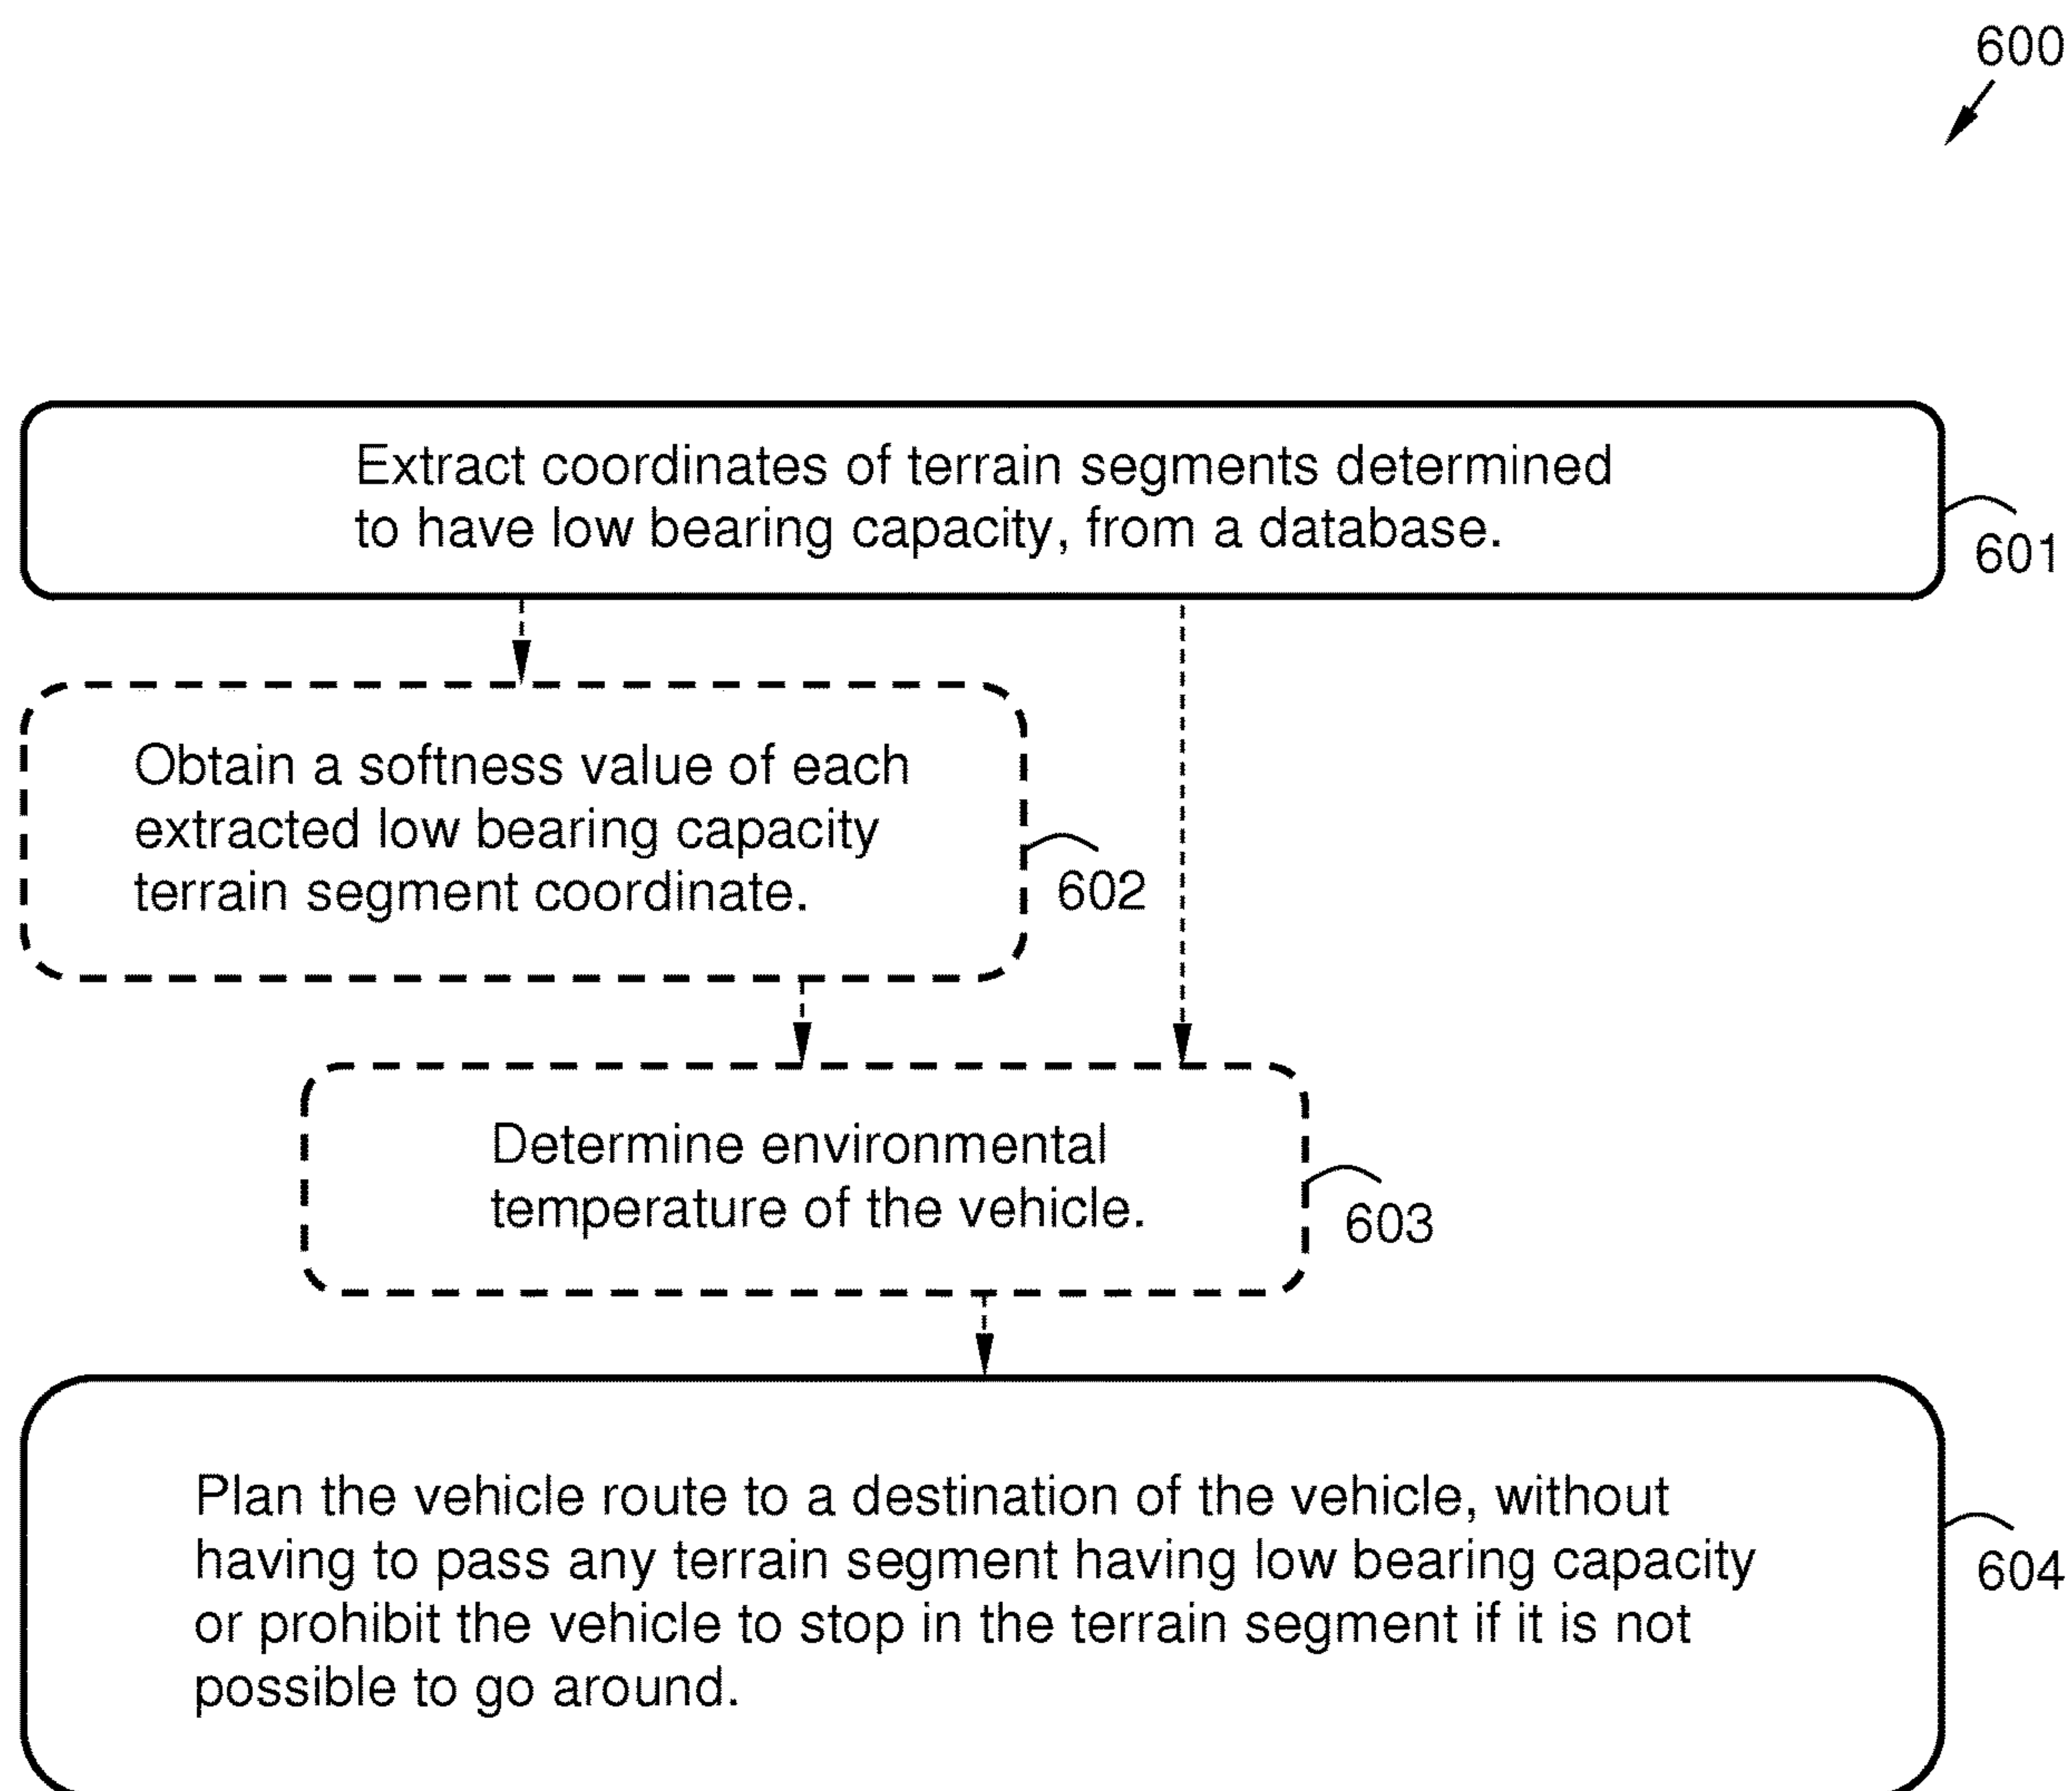 600
Extract coordinates of terrain segments determined
to have low bearing capacity, from a database.
601
Obtain a softness value of each
extracted low bearing capacity
terrain segment coordinate.
602
Determine environmental
temperature of the vehicle.
603
Plan the vehicle route to a destination of the vehicle, without
having to pass any terrain segment having low bearing capacity
or prohibit the vehicle to stop in the terrain segment if it is not
possible to go around.
604